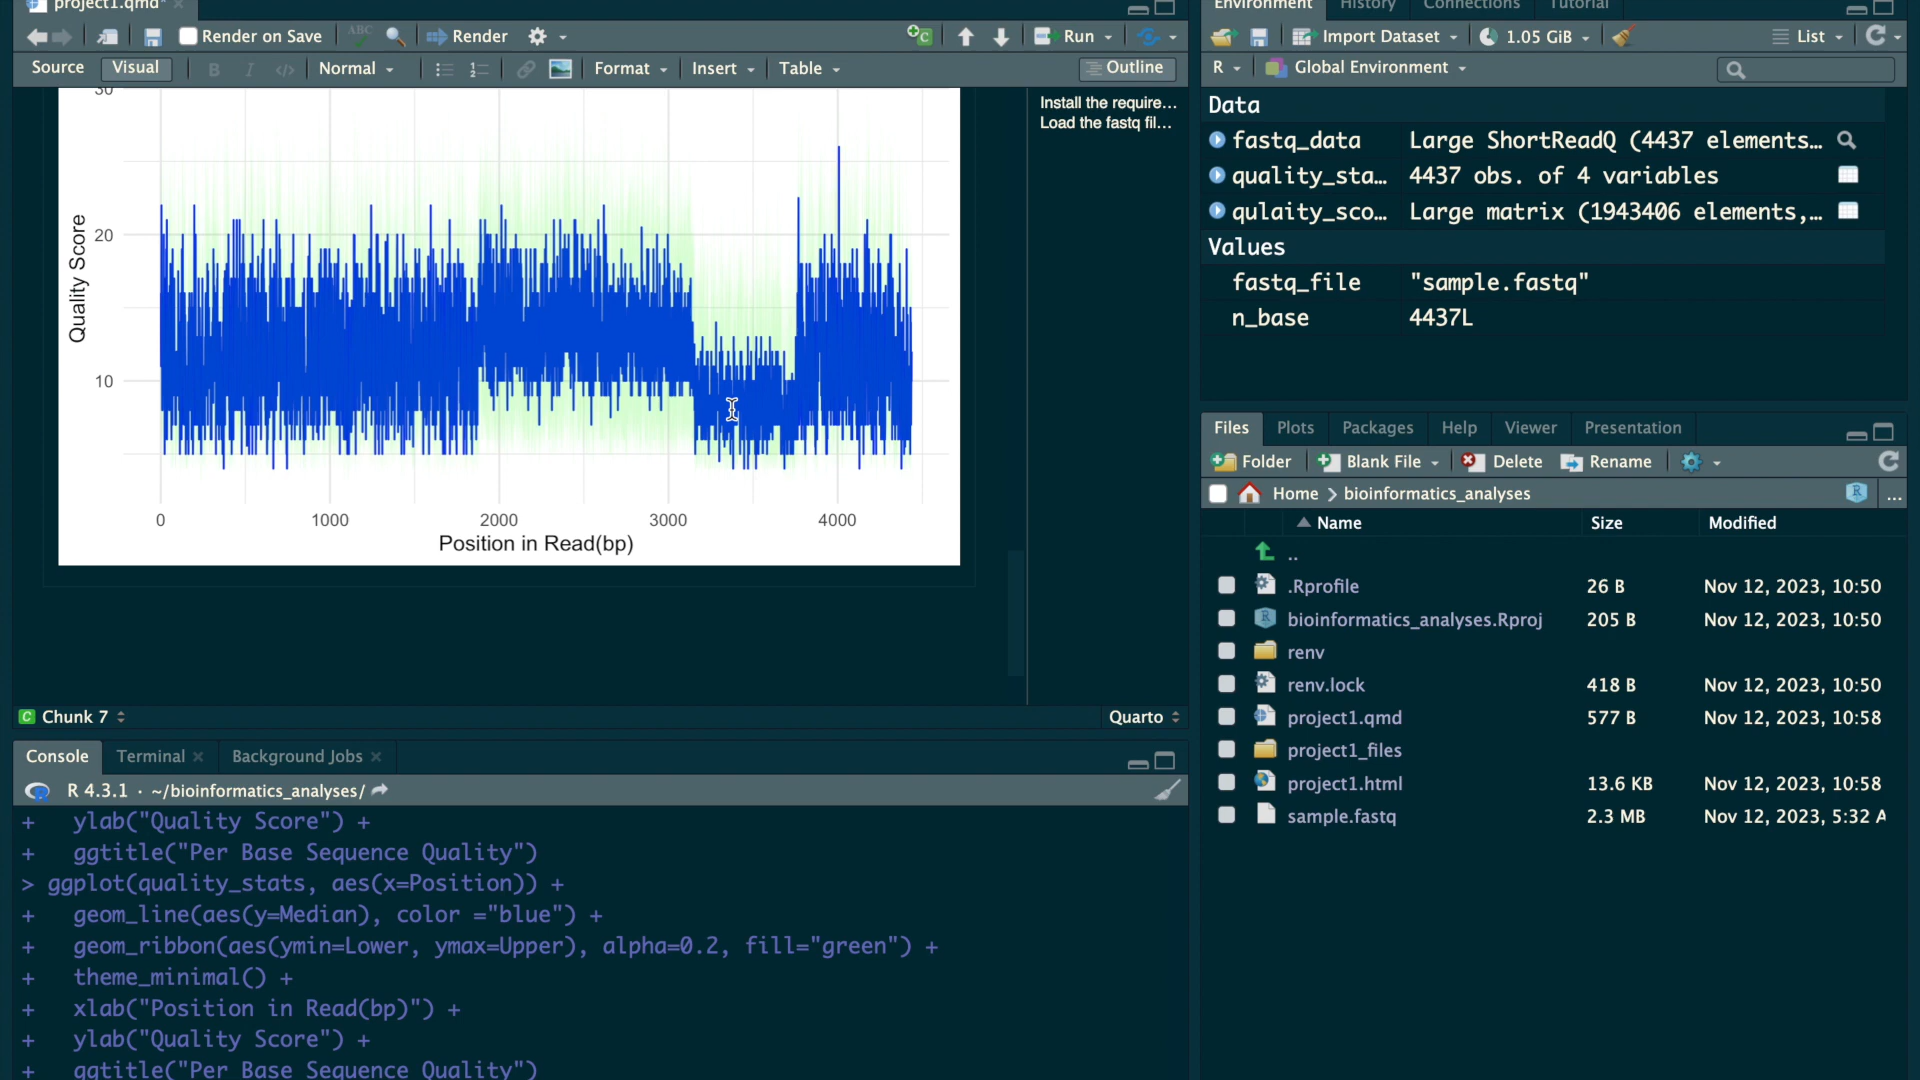 project1.qmd*
Render on Save
ABC
Render
Run
Source
Visual
B
I
</>
Normal
Format
Insert
Table
Outline
30
20
10
Quality Score
0
1000
2000
3000
4000
Position in Read(bp)
Install the require...
Load the fastq fil...
C
Chunk 7
Quarto
Console
Terminal
Background Jobs
R 4.3.1 · ~/bioinformatics_analyses/
+ ylab("Quality Score") +
+ ggtitle("Per Base Sequence Quality")
> ggplot(quality_stats, aes(x=Position)) +
+ geom_line(aes(y=Median), color ="blue") +
+ geom_ribbon(aes(ymin=Lower, ymax=Upper), alpha=0.2, fill="green") +
+ theme_minimal() +
+ xlab("Position in Read(bp)") +
+ ylab("Quality Score") +
+ ggtitle("Per Base Sequence Quality")
Environment
History
Connections
Tutorial
Import Dataset
1.05 GiB
List
R
Global Environment
Data
fastq_data Large ShortReadQ (4437 elements...
quality_sta... 4437 obs. of 4 variables
qulaity_sco... Large matrix (1943406 elements,...
Values
fastq_file "sample.fastq"
n_base 4437L
Files
Plots
Packages
Help
Viewer
Presentation
Folder
Blank File
Delete
Rename
Home
bioinformatics_analyses
R
...
Name Size Modified
..
.Rprofile 26 B Nov 12, 2023, 10:50
bioinformatics_analyses.Rproj 205 B Nov 12, 2023, 10:50
renv
renv.lock 418 B Nov 12, 2023, 10:50
project1.qmd 577 B Nov 12, 2023, 10:58
project1_files
project1.html 13.6 KB Nov 12, 2023, 10:58
sample.fastq 2.3 MB Nov 12, 2023, 5:32 A